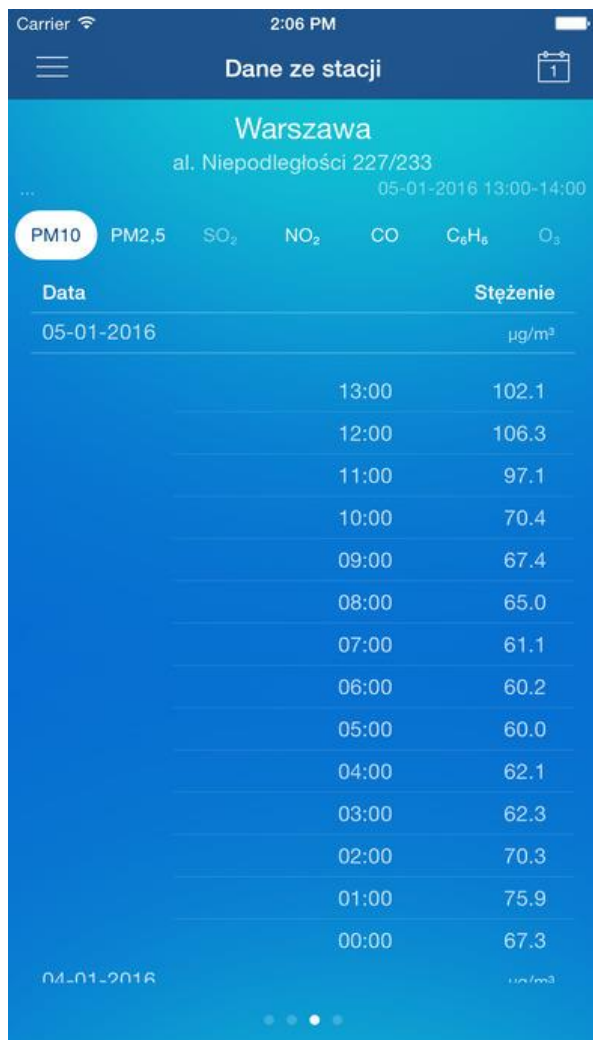 Carrier 2:06 PM
Dane ze stacji 1
Warszawa
al. Niepodległości 227/233
... 05-01-2016 13:00-14:00
PM10 PM2,5 SO₂ NO₂ CO C₆H₆ O₃
Data Stężenie
05-01-2016 µg/m³
13:00 102.1
12:00 106.3
11:00 97.1
10:00 70.4
09:00 67.4
08:00 65.0
07:00 61.1
06:00 60.2
05:00 60.0
04:00 62.1
03:00 62.3
02:00 70.3
01:00 75.9
00:00 67.3
04-01-2016 µg/m³